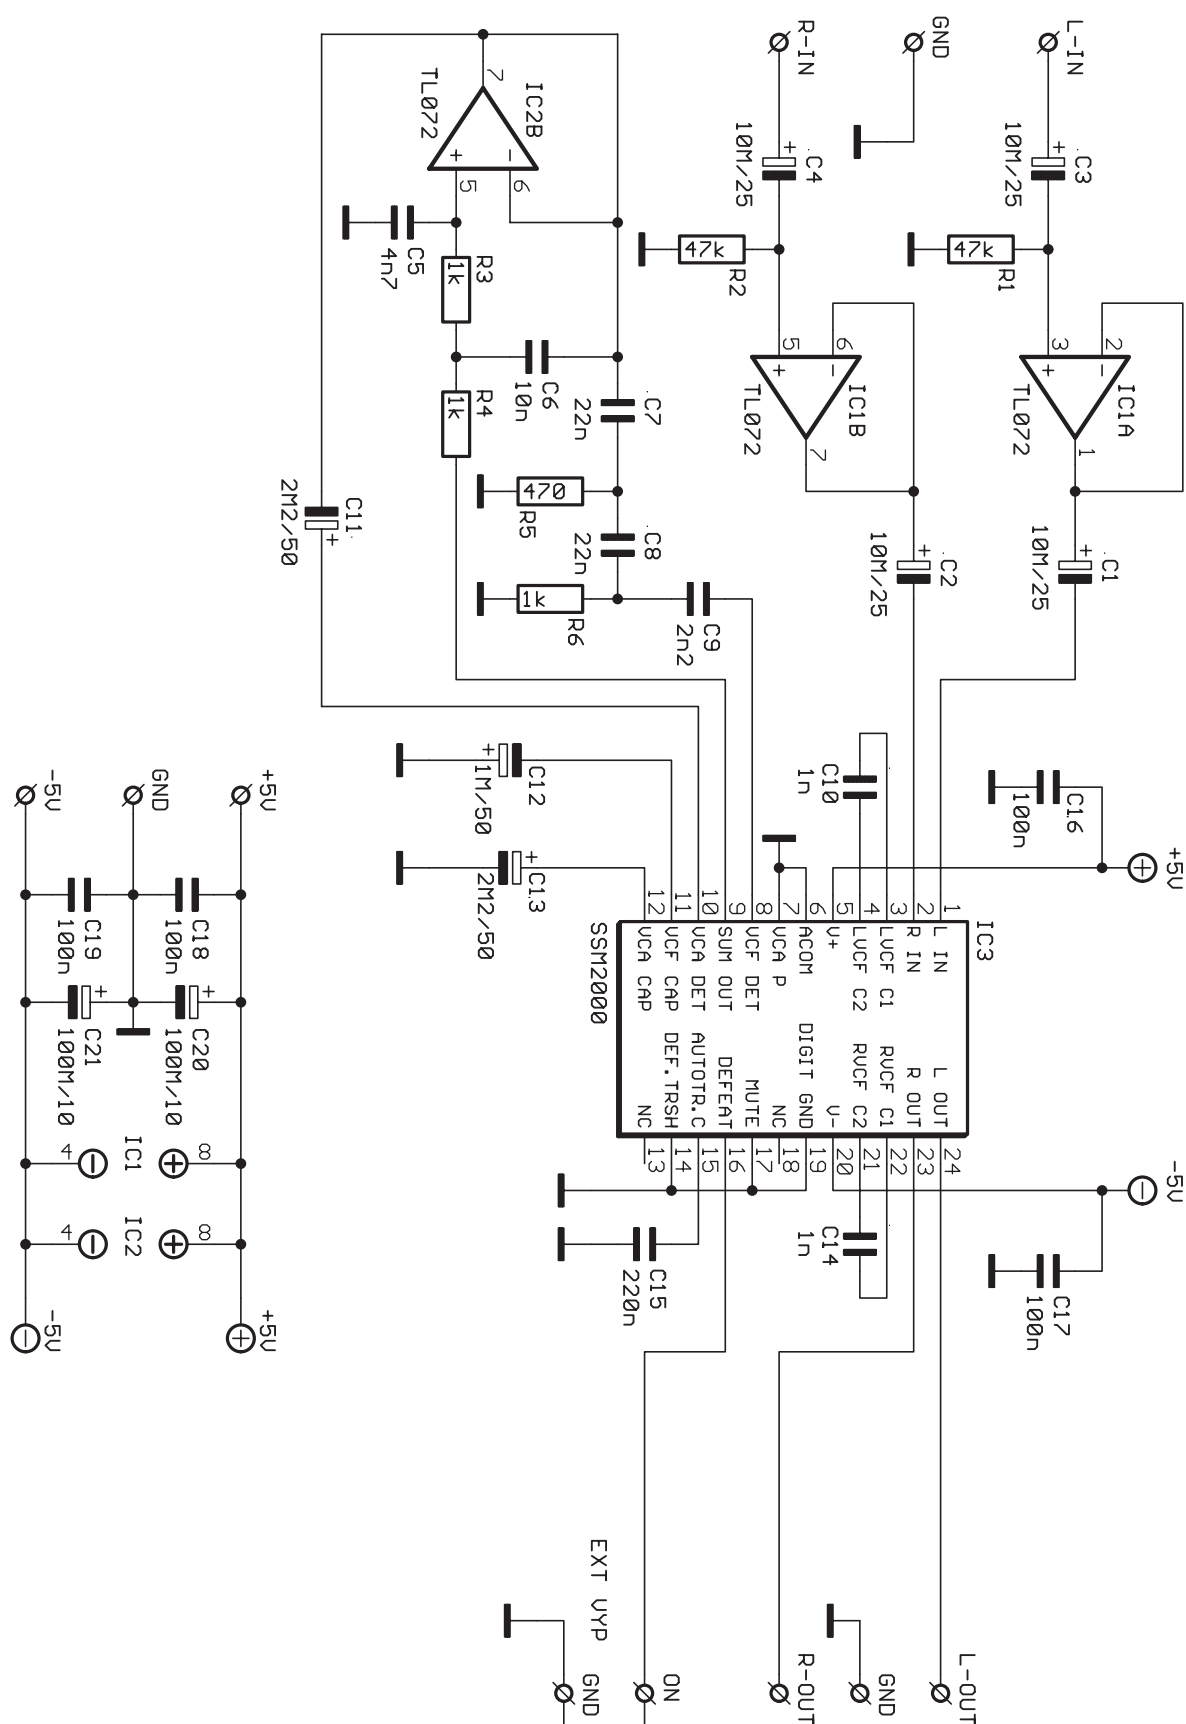 L-IN
GND
R-IN
C3
10M/25
C4
10M/25
R1
47k
R2
47k
IC1A
TL072
2
3
1
IC1B
TL072
6
5
7
IC2B
TL072
7
5
6
C1
10M/25
C2
10M/25
C5
4n7
R3
1k
R4
1k
C6
10n
C7
22n
C8
22n
R5
470
R6
1k
C9
2n2
C11
2M2/50
C10
1n
C12
1M/50
C13
2M2/50
C16
100n
+5V
IC3
SSM2000
1 L IN
2 R IN
3 LVCF C1
4 LVCF C2
5 V+
6 ACOM
7 VCA P
8 VCF DET
9 SUM OUT
10 VCA DET
11 VCF CAP
12 VCA CAP
L OUT 24
R OUT 23
RVCF C1 22
RVCF C2 21
V- 20
DIGIT GND 19
NC 18
MUTE 17
DEFEAT 16
AUTOTR.C 15
DEF.TRSH 14
NC 13
-5V
C17
100n
C14
1n
C15
220n
L-OUT
GND
R-OUT
ON
GND
EXT VYP
+5V
GND
-5V
C18
100n
C19
100n
C20
100M/10
C21
100M/10
IC1
8
4
IC2
8
4
+5V
-5V